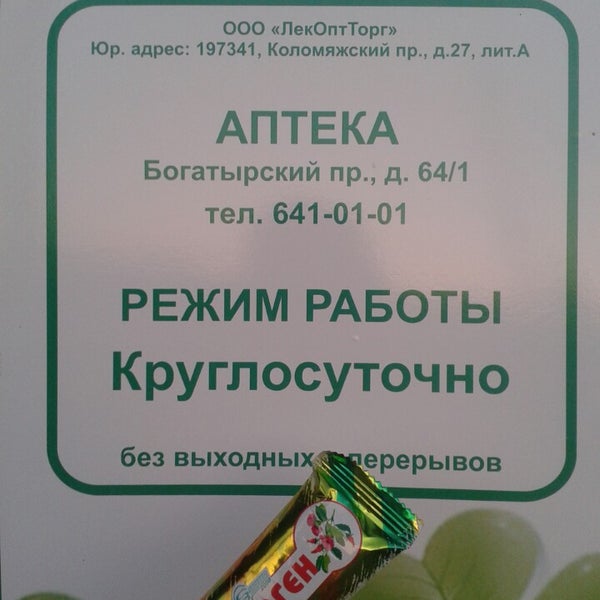 ООО «ЛекОптТорг»
Юр. адрес: 197341, Коломяжский пр., д.27, лит.А
АПТЕКА
Богатырский пр., д. 64/1
тел. 641-01-01
РЕЖИМ РАБОТЫ
Круглосуточно
без выходных перерывов
ГЕН